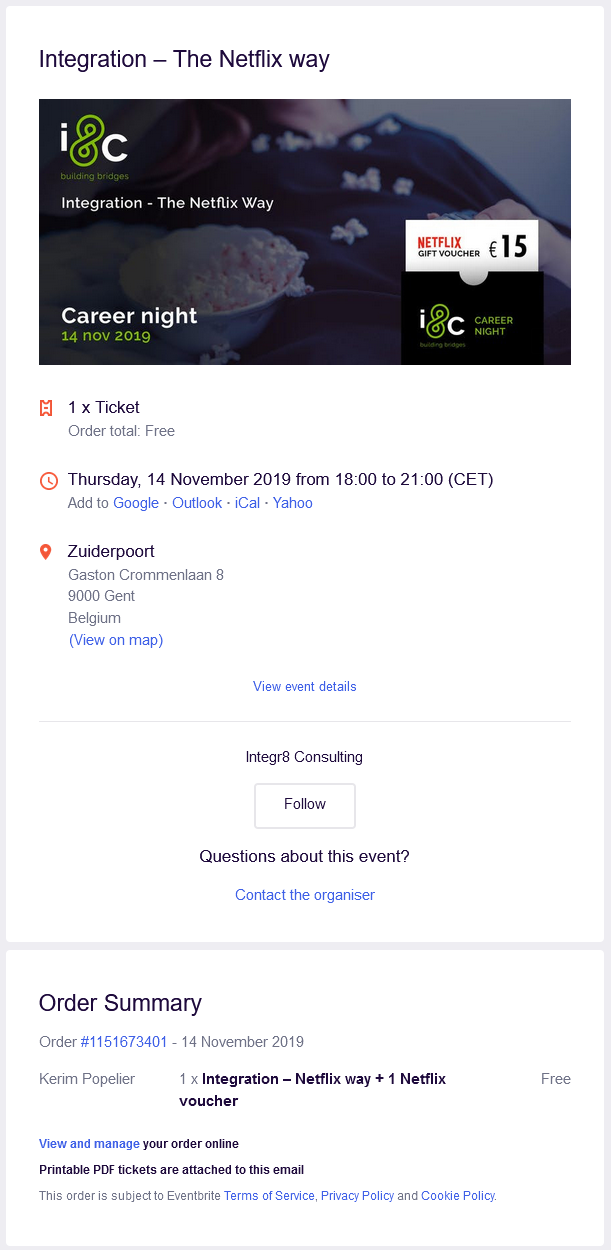 Integration – The Netflix way
i8c
building bridges
Integration - The Netflix Way
NETFLIX
GIFT VOUCHER € 15
Career night
14 nov 2019
i8c CAREER
NIGHT
building bridges
1 x Ticket
Order total: Free
Thursday, 14 November 2019 from 18:00 to 21:00 (CET)
Add to Google · Outlook · iCal · Yahoo
Zuiderpoort
Gaston Crommenlaan 8
9000 Gent
Belgium
(View on map)
View event details
Integr8 Consulting
Follow
Questions about this event?
Contact the organiser
Order Summary
Order #1151673401 - 14 November 2019
Kerim Popelier 1 x Integration – Netflix way + 1 Netflix Free
voucher
View and manage your order online
Printable PDF tickets are attached to this email
This order is subject to Eventbrite Terms of Service, Privacy Policy and Cookie Policy.